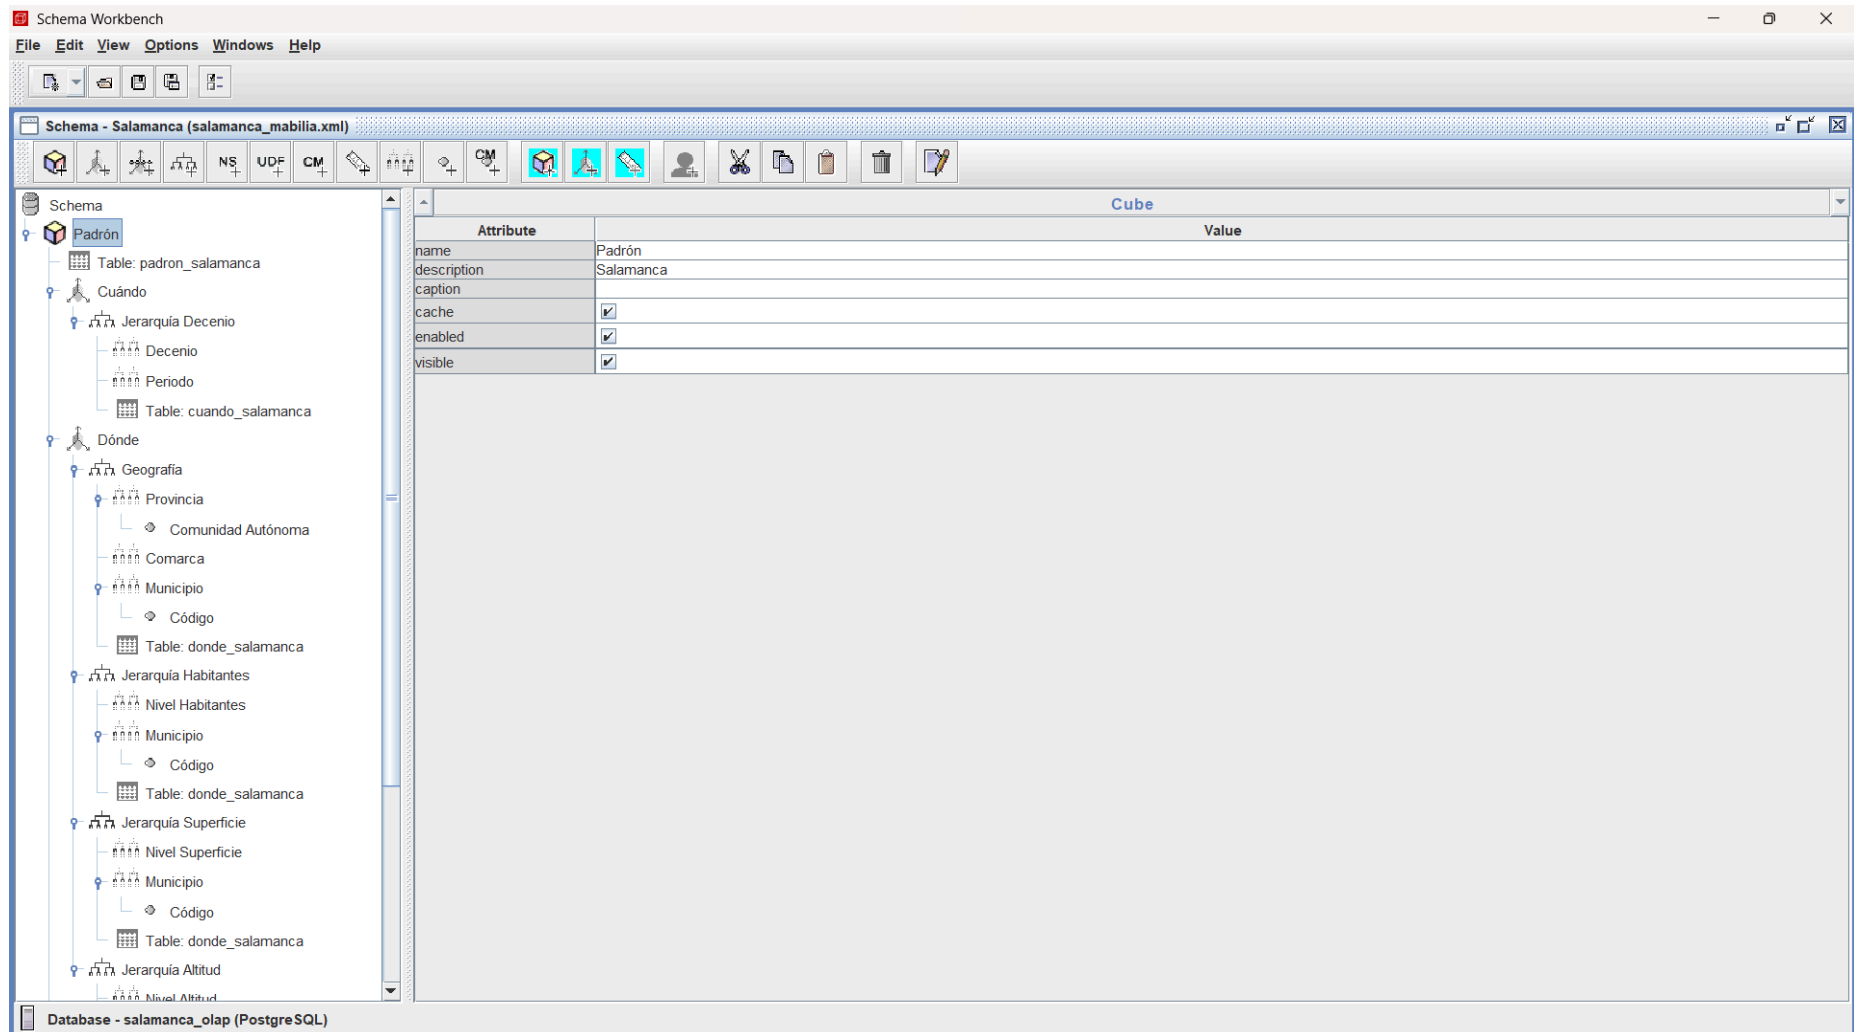 Schema Workbench
File Edit View Options Windows Help
Schema - Salamanca (salamanca_mabilia.xml)
NS UDF CM CM
Schema
Padrón
Table: padron_salamanca
Cuándo
Jerarquía Decenio
Decenio
Periodo
Table: cuando_salamanca
Dónde
Geografía
Provincia
Comunidad Autónoma
Comarca
Municipio
Código
Table: donde_salamanca
Jerarquía Habitantes
Nivel Habitantes
Municipio
Código
Table: donde_salamanca
Jerarquía Superficie
Nivel Superficie
Municipio
Código
Table: donde_salamanca
Jerarquía Altitud
Nivel Altitud
Cube
Attribute Value
name Padrón
description Salamanca
caption
cache
enabled
visible
Database - salamanca_olap (PostgreSQL)